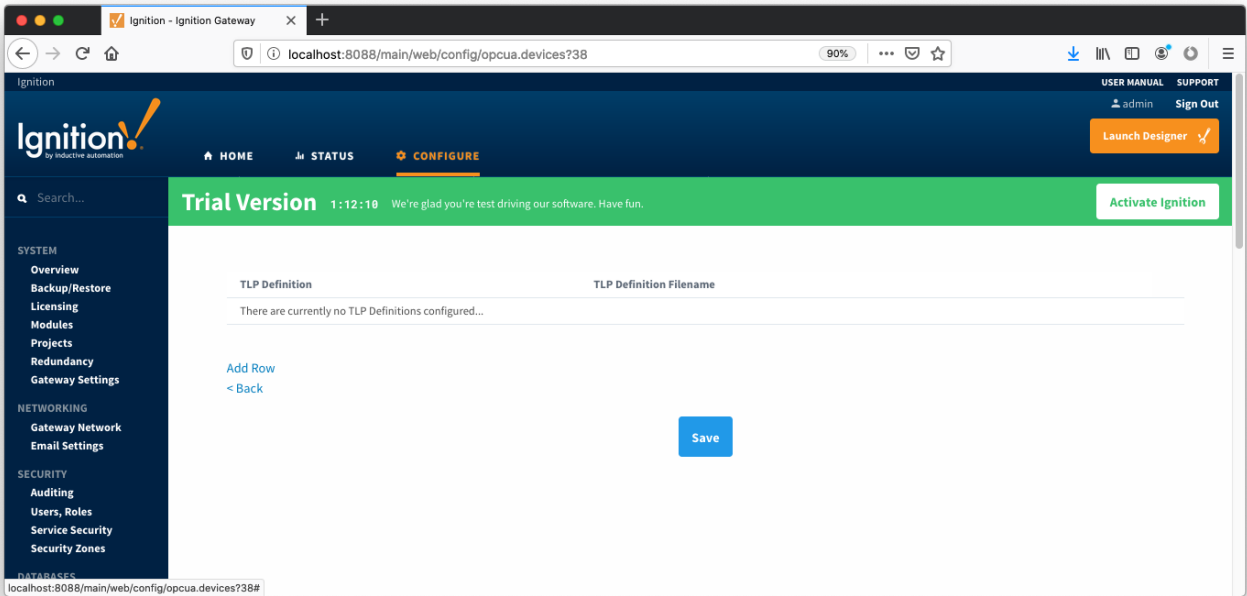 Ignition - Ignition Gateway
localhost:8088/main/web/config/opcua.devices?38
90%
Ignition
USER MANUAL SUPPORT
admin Sign Out
Ignition!
by inductive automation
HOME STATUS CONFIGURE
Launch Designer
Search...
Trial Version 1:12:10 We're glad you're test driving our software. Have fun.
Activate Ignition
SYSTEM
Overview
Backup/Restore
Licensing
Modules
Projects
Redundancy
Gateway Settings
NETWORKING
Gateway Network
Email Settings
SECURITY
Auditing
Users, Roles
Service Security
Security Zones
DATABASES
TLP Definition TLP Definition Filename
There are currently no TLP Definitions configured...
Add Row
< Back
Save
localhost:8088/main/web/config/opcua.devices?38#